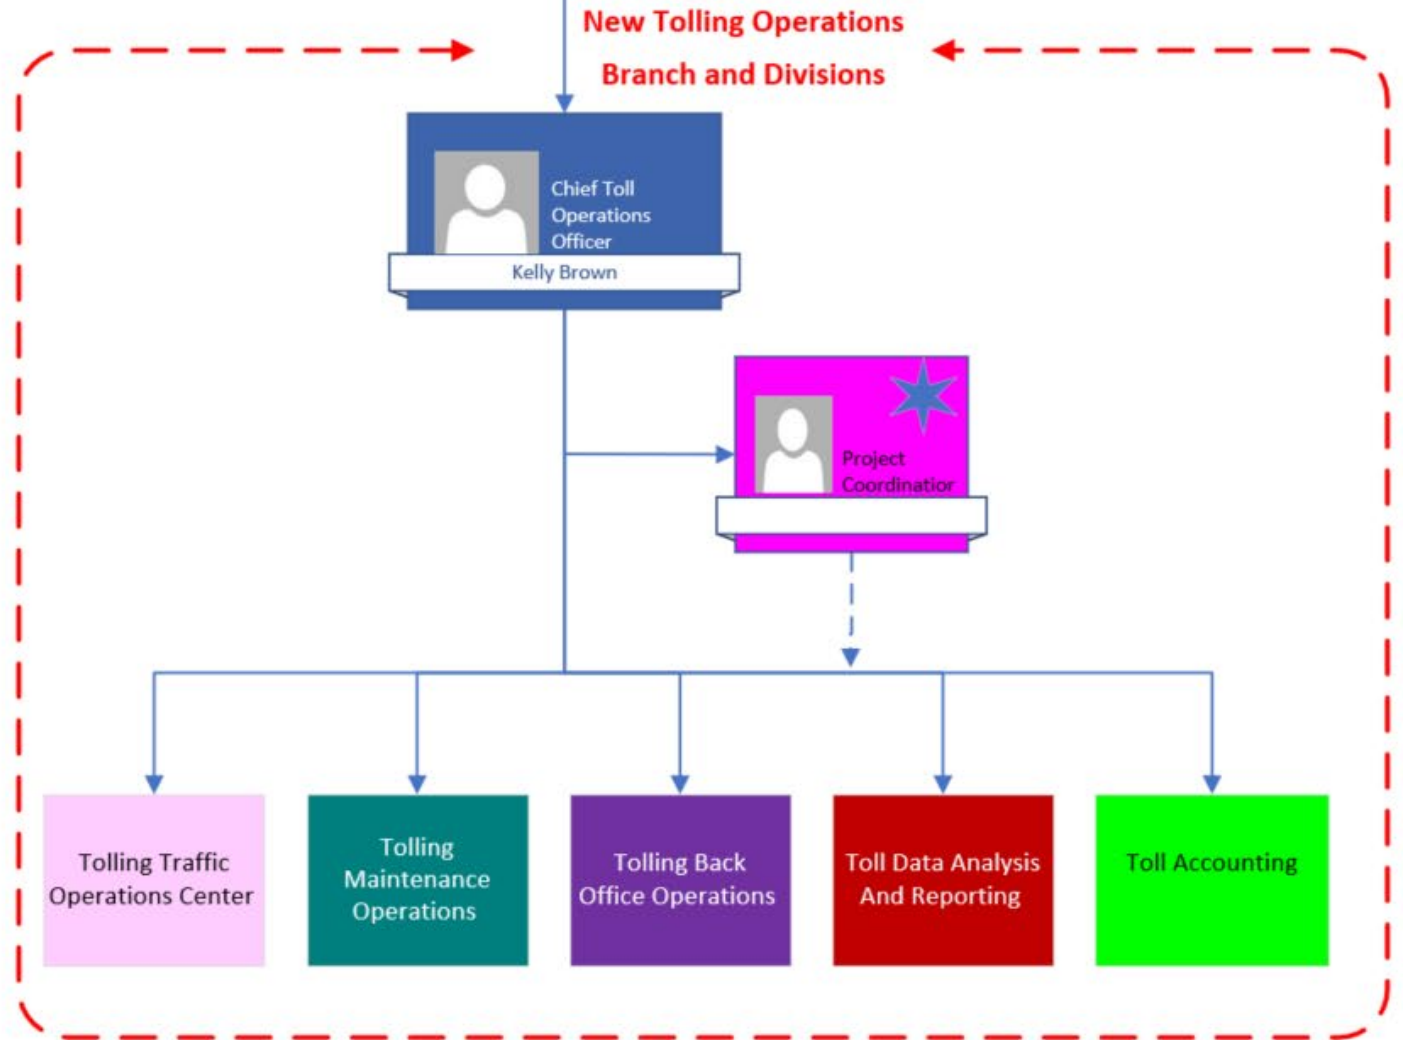 New Tolling Operations
Branch and Divisions
Chief Toll
Operations
Officer
Kelly Brown
Project
Coordinatior
Tolling Traffic
Operations Center
Tolling
Maintenance
Operations
Tolling Back
Office Operations
Toll Data Analysis
And Reporting
Toll Accounting